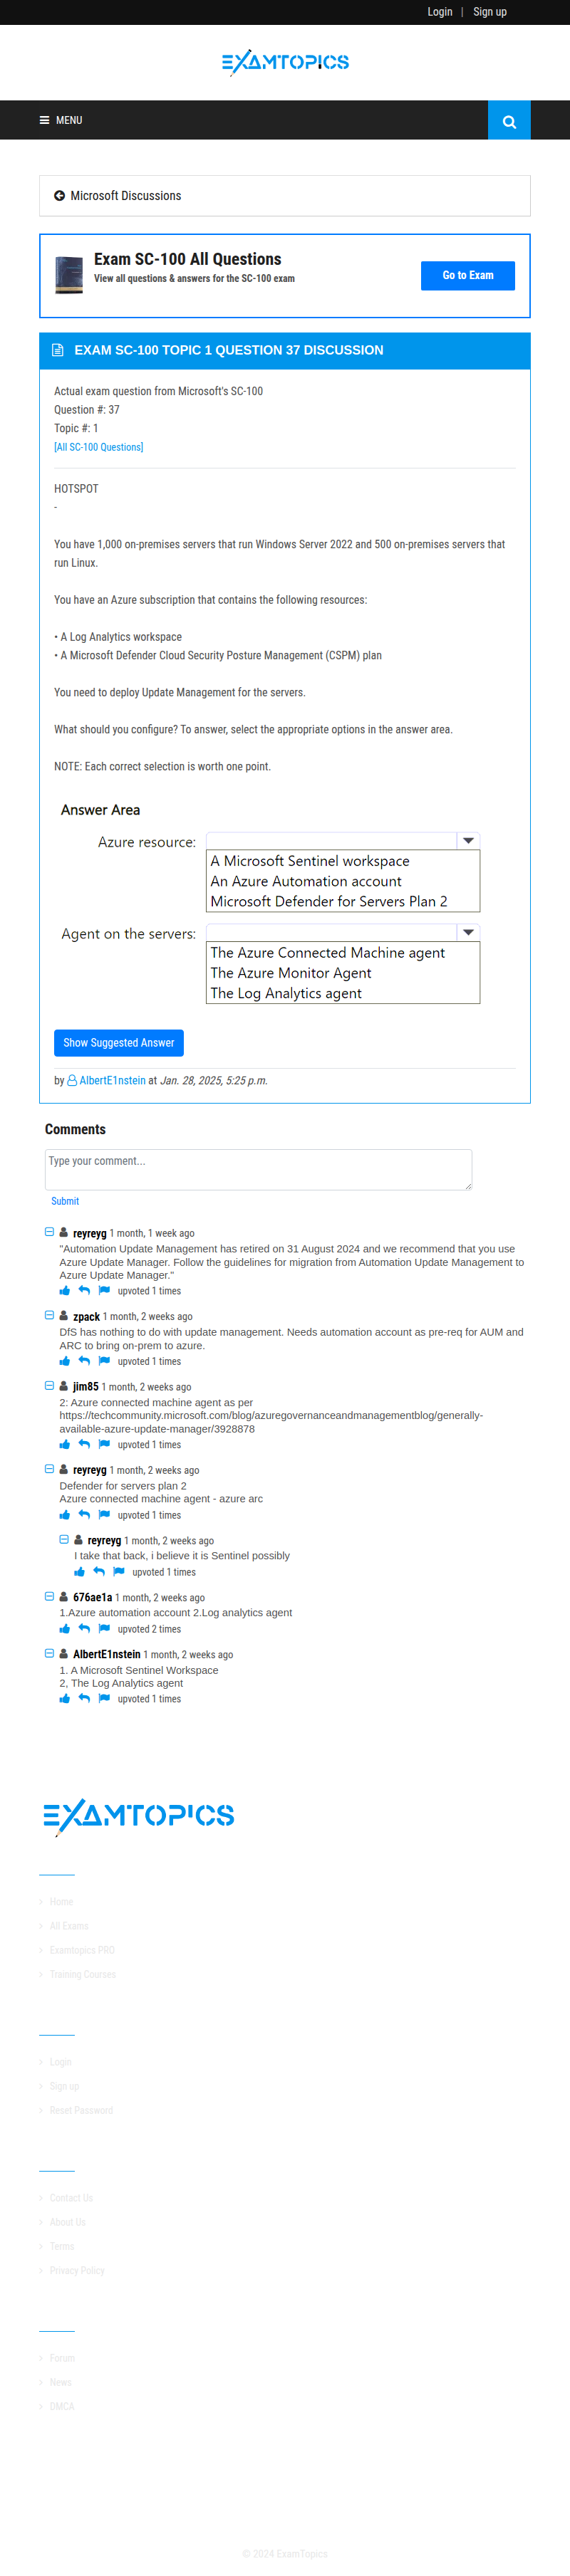 Login | Sign up
EXAMTOPICS
MENU
Microsoft Discussions
Exam SC-100 All Questions
View all questions & answers for the SC-100 exam
Go to Exam
EXAM SC-100 TOPIC 1 QUESTION 37 DISCUSSION
Actual exam question from Microsoft's SC-100
Question #: 37
Topic #: 1
[All SC-100 Questions]
HOTSPOT
-
You have 1,000 on-premises servers that run Windows Server 2022 and 500 on-premises servers that
run Linux.
You have an Azure subscription that contains the following resources:
• A Log Analytics workspace
• A Microsoft Defender Cloud Security Posture Management (CSPM) plan
You need to deploy Update Management for the servers.
What should you configure? To answer, select the appropriate options in the answer area.
NOTE: Each correct selection is worth one point.
Answer Area
Azure resource:
A Microsoft Sentinel workspace
An Azure Automation account
Microsoft Defender for Servers Plan 2
Agent on the servers:
The Azure Connected Machine agent
The Azure Monitor Agent
The Log Analytics agent
Show Suggested Answer
by AlbertE1nstein at Jan. 28, 2025, 5:25 p.m.
Comments
Type your comment...
Submit
reyreyg 1 month, 1 week ago
"Automation Update Management has retired on 31 August 2024 and we recommend that you use
Azure Update Manager. Follow the guidelines for migration from Automation Update Management to
Azure Update Manager."
upvoted 1 times
zpack 1 month, 2 weeks ago
DfS has nothing to do with update management. Needs automation account as pre-req for AUM and
ARC to bring on-prem to azure.
upvoted 1 times
jim85 1 month, 2 weeks ago
2: Azure connected machine agent as per
https://techcommunity.microsoft.com/blog/azuregovernanceandmanagementblog/generally-
available-azure-update-manager/3928878
upvoted 1 times
reyreyg 1 month, 2 weeks ago
Defender for servers plan 2
Azure connected machine agent - azure arc
upvoted 1 times
reyreyg 1 month, 2 weeks ago
I take that back, i believe it is Sentinel possibly
upvoted 1 times
676ae1a 1 month, 2 weeks ago
1.Azure automation account 2.Log analytics agent
upvoted 2 times
AlbertE1nstein 1 month, 2 weeks ago
1. A Microsoft Sentinel Workspace
2, The Log Analytics agent
upvoted 1 times
EXAMTOPICS
Home
All Exams
Examtopics PRO
Training Courses
Login
Sign up
Reset Password
Contact Us
About Us
Terms
Privacy Policy
Forum
News
DMCA
© 2024 ExamTopics